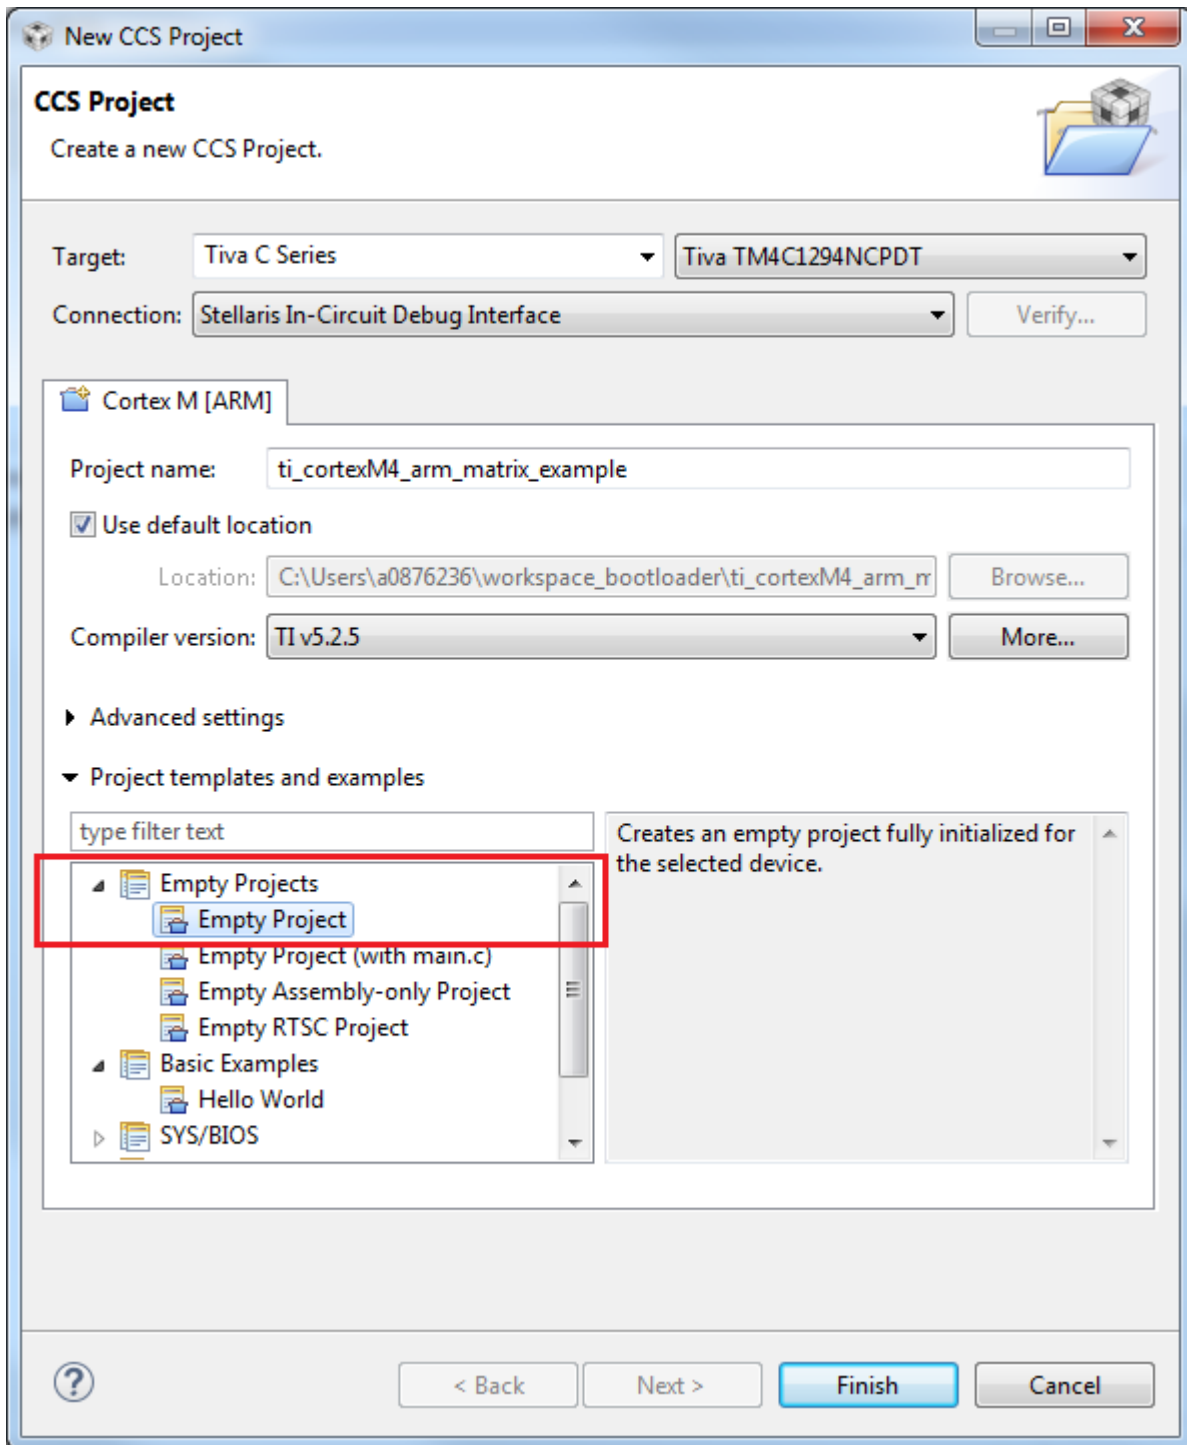 New CCS Project
CCS Project
Create a new CCS Project.
Target: Tiva C Series Tiva TM4C1294NCPDT
Connection: Stellaris In-Circuit Debug Interface Verify...
Cortex M [ARM]
Project name: ti_cortexM4_arm_matrix_example
Use default location
Location: C:\Users\a0876236\workspace_bootloader\ti_cortexM4_arm_m Browse...
Compiler version: TI v5.2.5 More...
Advanced settings
Project templates and examples
type filter text
Creates an empty project fully initialized for
the selected device.
Empty Projects
Empty Project
Empty Project (with main.c)
Empty Assembly-only Project
Empty RTSC Project
Basic Examples
Hello World
SYS/BIOS
? < Back Next > Finish Cancel